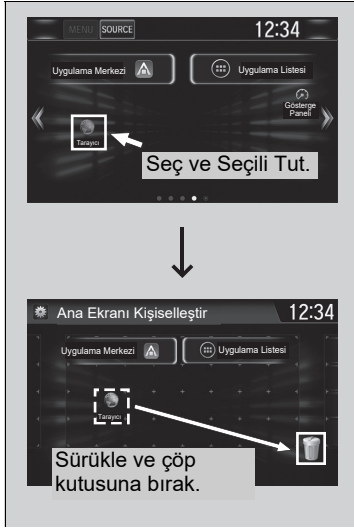 MENU SOURCE 12:34
Uygulama Merkezi
Uygulama Listesi
Gösterge
Paneli
Tarayıcı
Seç ve Seçili Tut.
Ana Ekranı Kişiselleştir 12:34
Uygulama Merkezi
Uygulama Listesi
Tarayıcı
Sürükle ve çöp
kutusuna bırak.